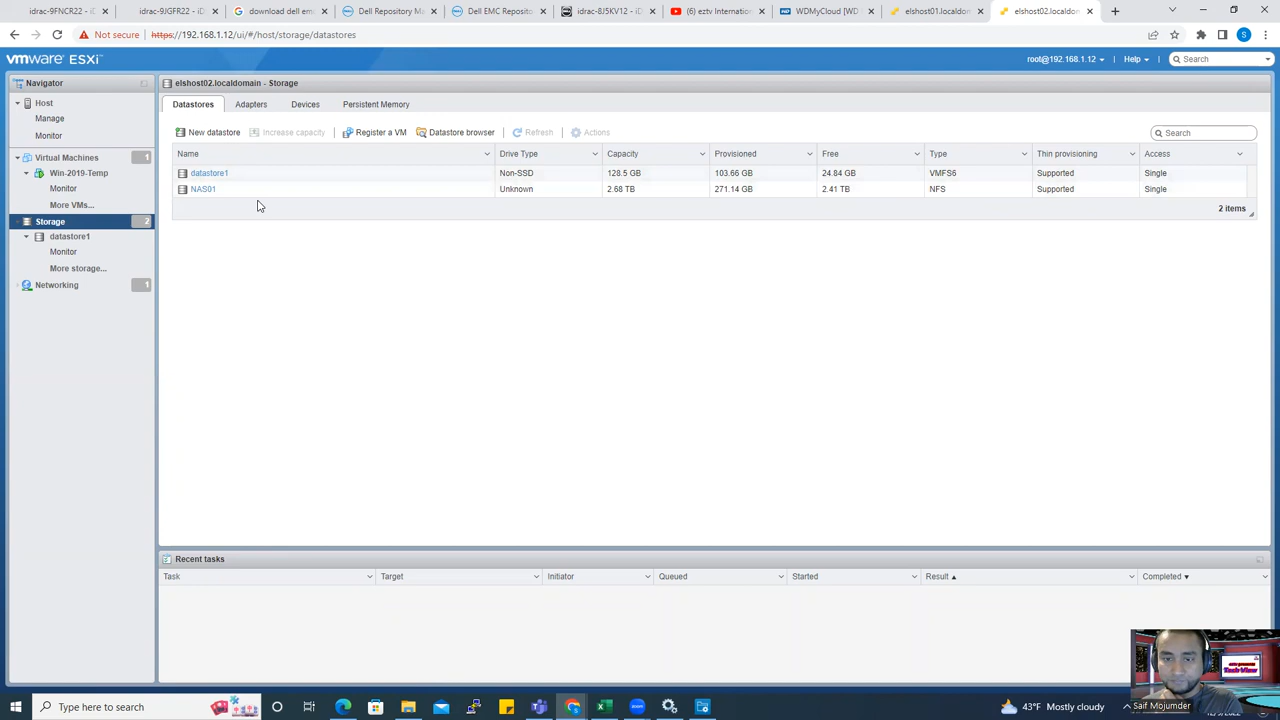 idrac-9FNCR22 - iD
idrac-9JGFR22 - iD
download dell em
Dell Repository M
Dell EMC Reposito
idrac-8J5KV12 - iD
(6) eztv Internation
WDMyCloud [WD
elshost01.localdom
elshost02.localdo
Not secure
https://192.168.1.12/ui/#/host/storage/datastores
vmware ESXi
root@192.168.1.12
Help
Search
Navigator
Host
Manage
Monitor
Virtual Machines 1
Win-2019-Temp
Monitor
More VMs...
Storage 2
datastore1
Monitor
More storage...
Networking 1
elshost02.localdomain - Storage
Datastores Adapters Devices Persistent Memory
New datastore Increase capacity Register a VM Datastore browser Refresh Actions Search
Name Drive Type Capacity Provisioned Free Type Thin provisioning Access
datastore1 Non-SSD 128.5 GB 103.66 GB 24.84 GB VMFS6 Supported Single
NAS01 Unknown 2.68 TB 271.14 GB 2.41 TB NFS Supported Single
2 items
Recent tasks
Task Target Initiator Queued Started Result Completed
Tech View
Saif Mojumder
Type here to search
43°F Mostly cloudy